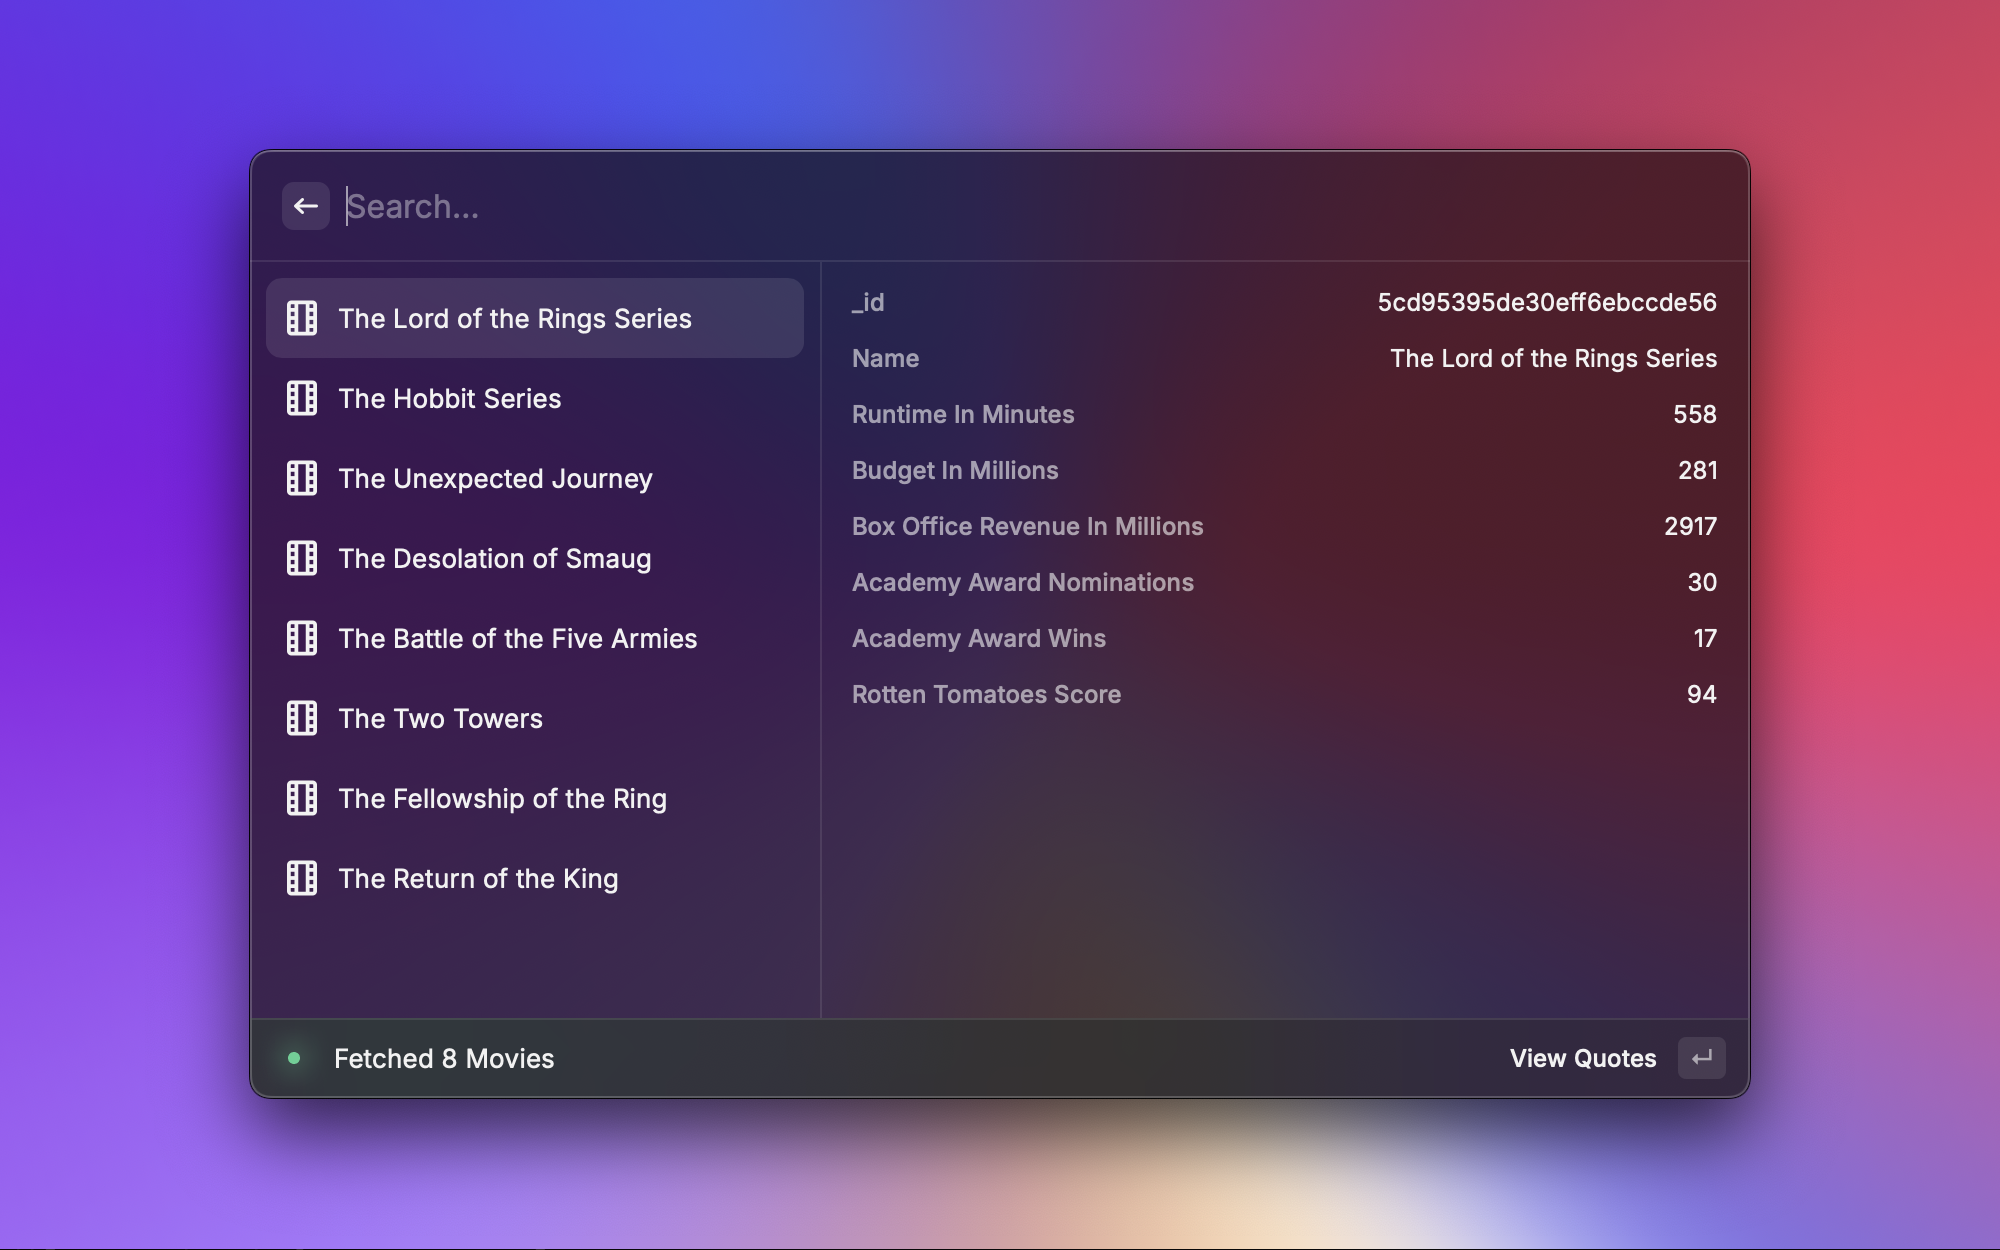 Search...
The Lord of the Rings Series
The Hobbit Series
The Unexpected Journey
The Desolation of Smaug
The Battle of the Five Armies
The Two Towers
The Fellowship of the Ring
The Return of the King
_id 5cd95395de30eff6ebccde56
Name The Lord of the Rings Series
Runtime In Minutes 558
Budget In Millions 281
Box Office Revenue In Millions 2917
Academy Award Nominations 30
Academy Award Wins 17
Rotten Tomatoes Score 94
Fetched 8 Movies
View Quotes